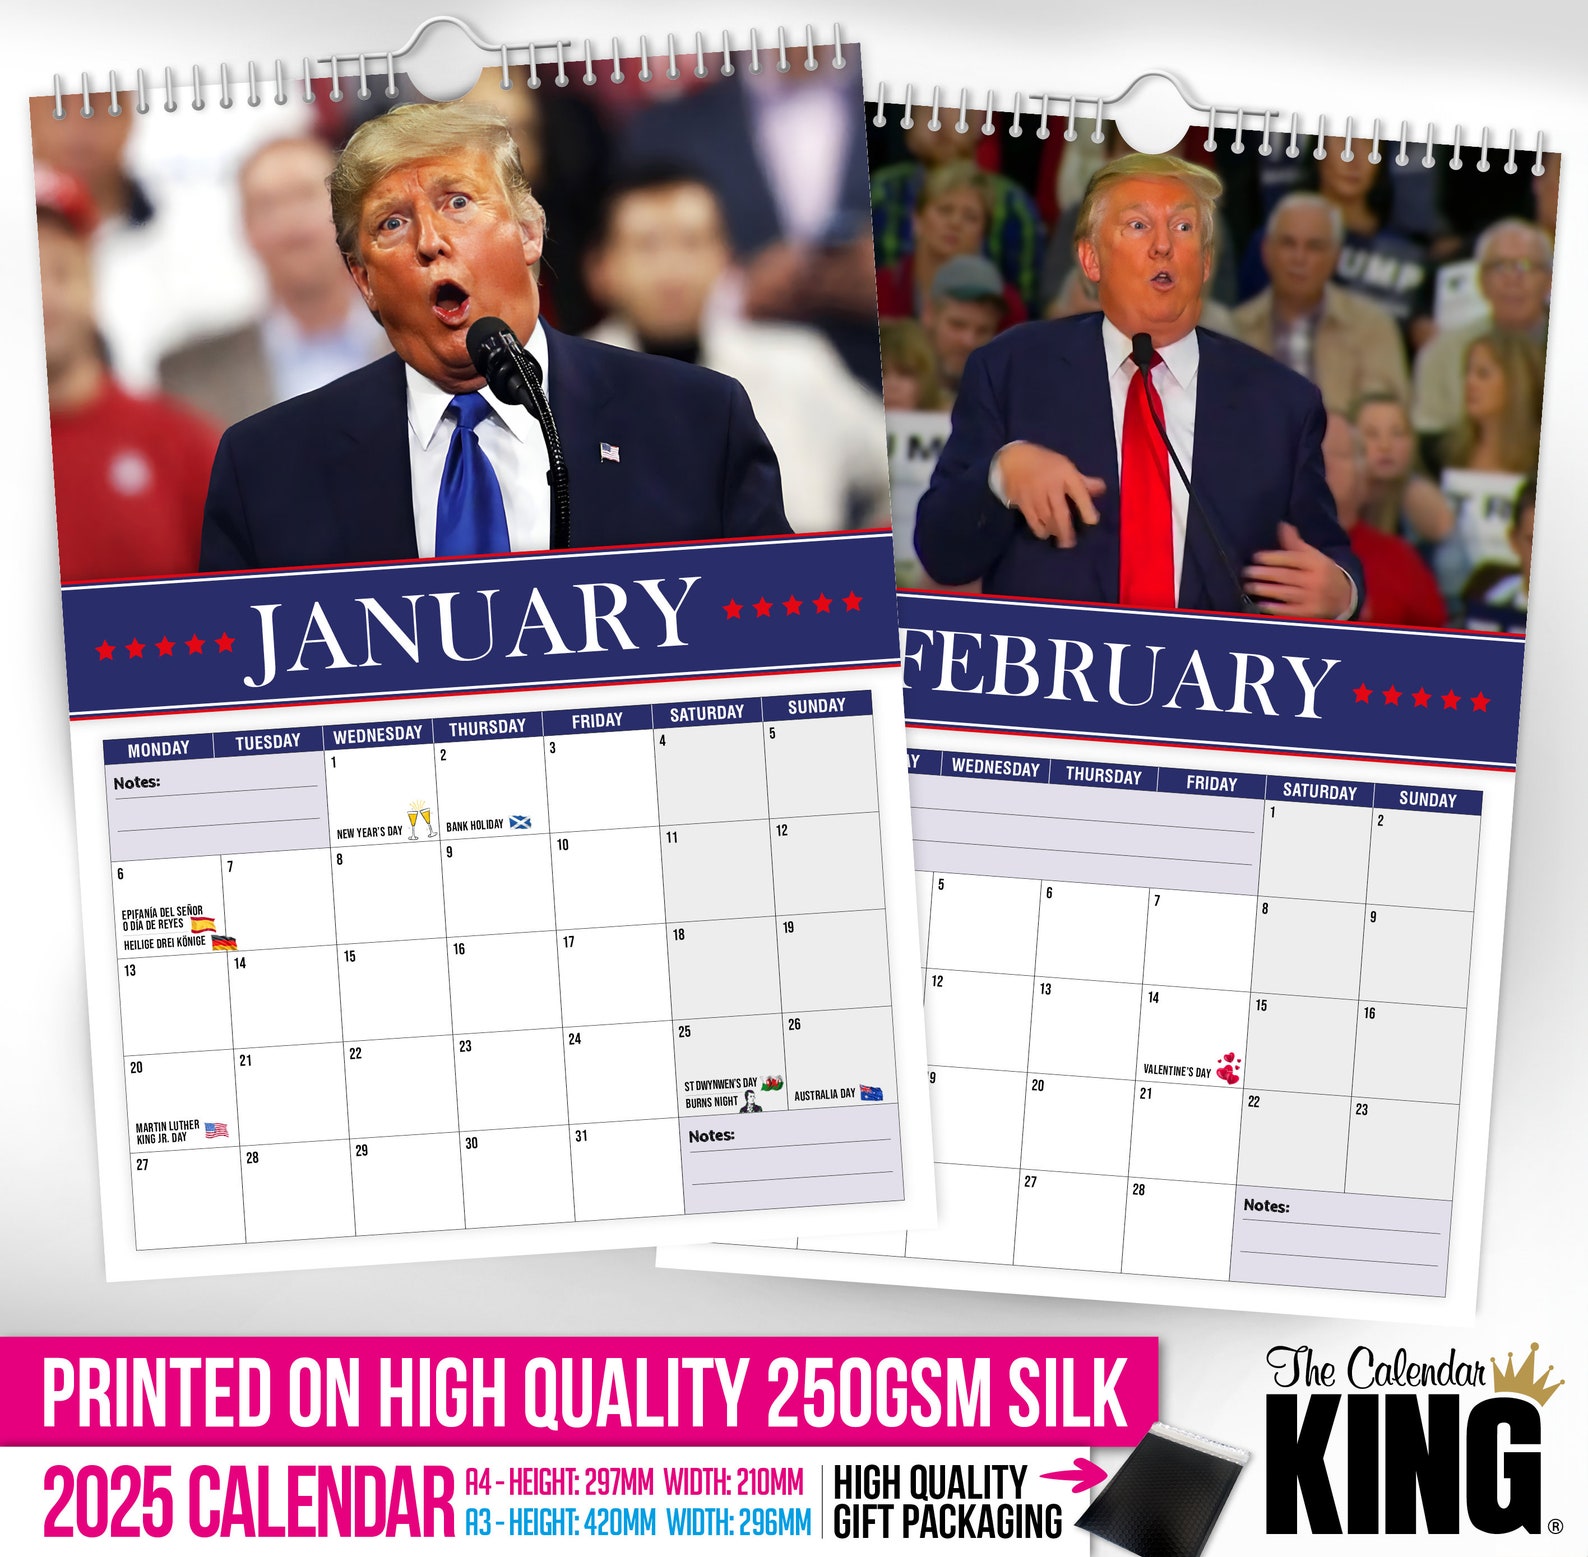 JANUARY
MONDAY TUESDAY WEDNESDAY THURSDAY FRIDAY SATURDAY SUNDAY
Notes:
1 2 3 4 5
NEW YEAR'S DAY
BANK HOLIDAY
6 7 8 9 10 11 12
EPIFANÍA DEL SEÑOR
O DÍA DE REYES
HEILIGE DREI KÖNIGE
13 14 15 16 17 18 19
20 21 22 23 24 25 26
MARTIN LUTHER
KING JR. DAY
ST DWYNWEN'S DAY
BURNS NIGHT
AUSTRALIA DAY
27 28 29 30 31
Notes:
UMP
UM
T R
FEBRUARY
AY WEDNESDAY THURSDAY FRIDAY SATURDAY SUNDAY
1 2
5 6 7 8 9
12 13 14 15 16
VALENTINE'S DAY
9 20 21 22 23
27 28
Notes:
PRINTED ON HIGH QUALITY 250GSM SILK
2025 CALENDAR
A4 - HEIGHT: 297MM WIDTH: 210MM
A3 - HEIGHT: 420MM WIDTH: 296MM
HIGH QUALITY
GIFT PACKAGING
The Calendar
KING®